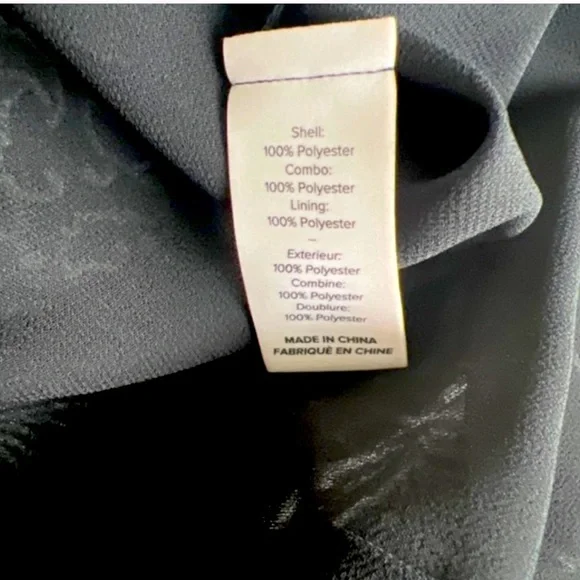 Shell:
100% Polyester
Combo:
100% Polyester
Lining:
100% Polyester
–
Exterieur:
100% Polyester
Combine:
100% Polyester
Doublure:
100% Polyester
MADE IN CHINA
FABRIQUÉ EN CHINE